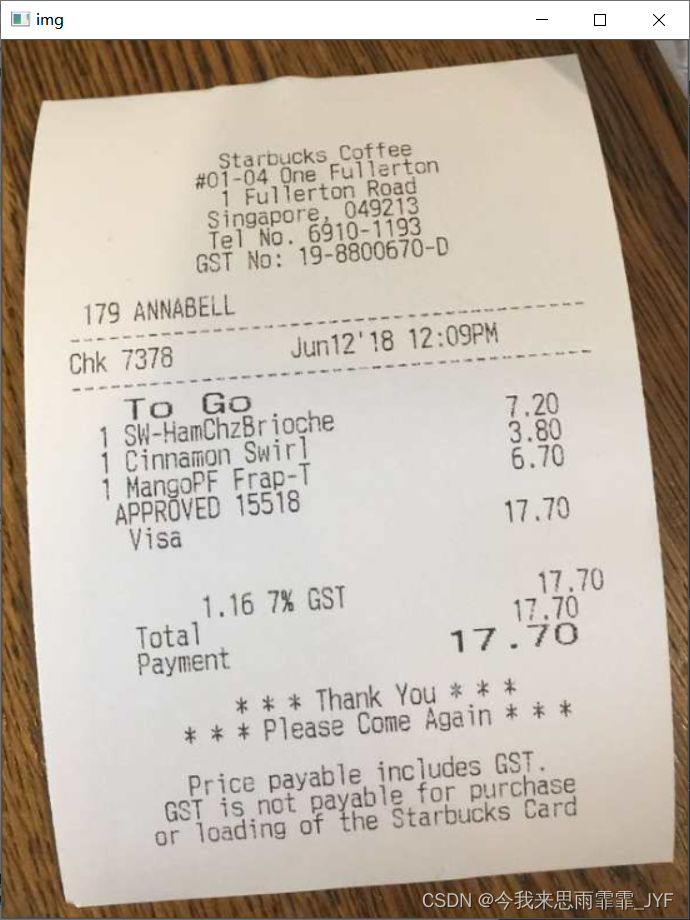 img
Starbucks Coffee
#01-04 One Fullerton
1 Fullerton Road
Singapore, 049213
Tel No. 6910-1193
GST No: 19-8800670-D
179 ANNABELL
Chk 7378 Jun12'18 12:09PM
To Go
1 SW-HamChzBrioche 7.20
1 Cinnamon Swirl 3.80
1 MangoPF Frap-T 6.70
APPROVED 15518
Visa 17.70
1.16 7% GST 17.70
Total 17.70
Payment 17.70
* * * Thank You * * *
* * * Please Come Again * * *
Price payable includes GST.
GST is not payable for purchase
or loading of the Starbucks Card
CSDN @今我来思雨霏霏_JYF